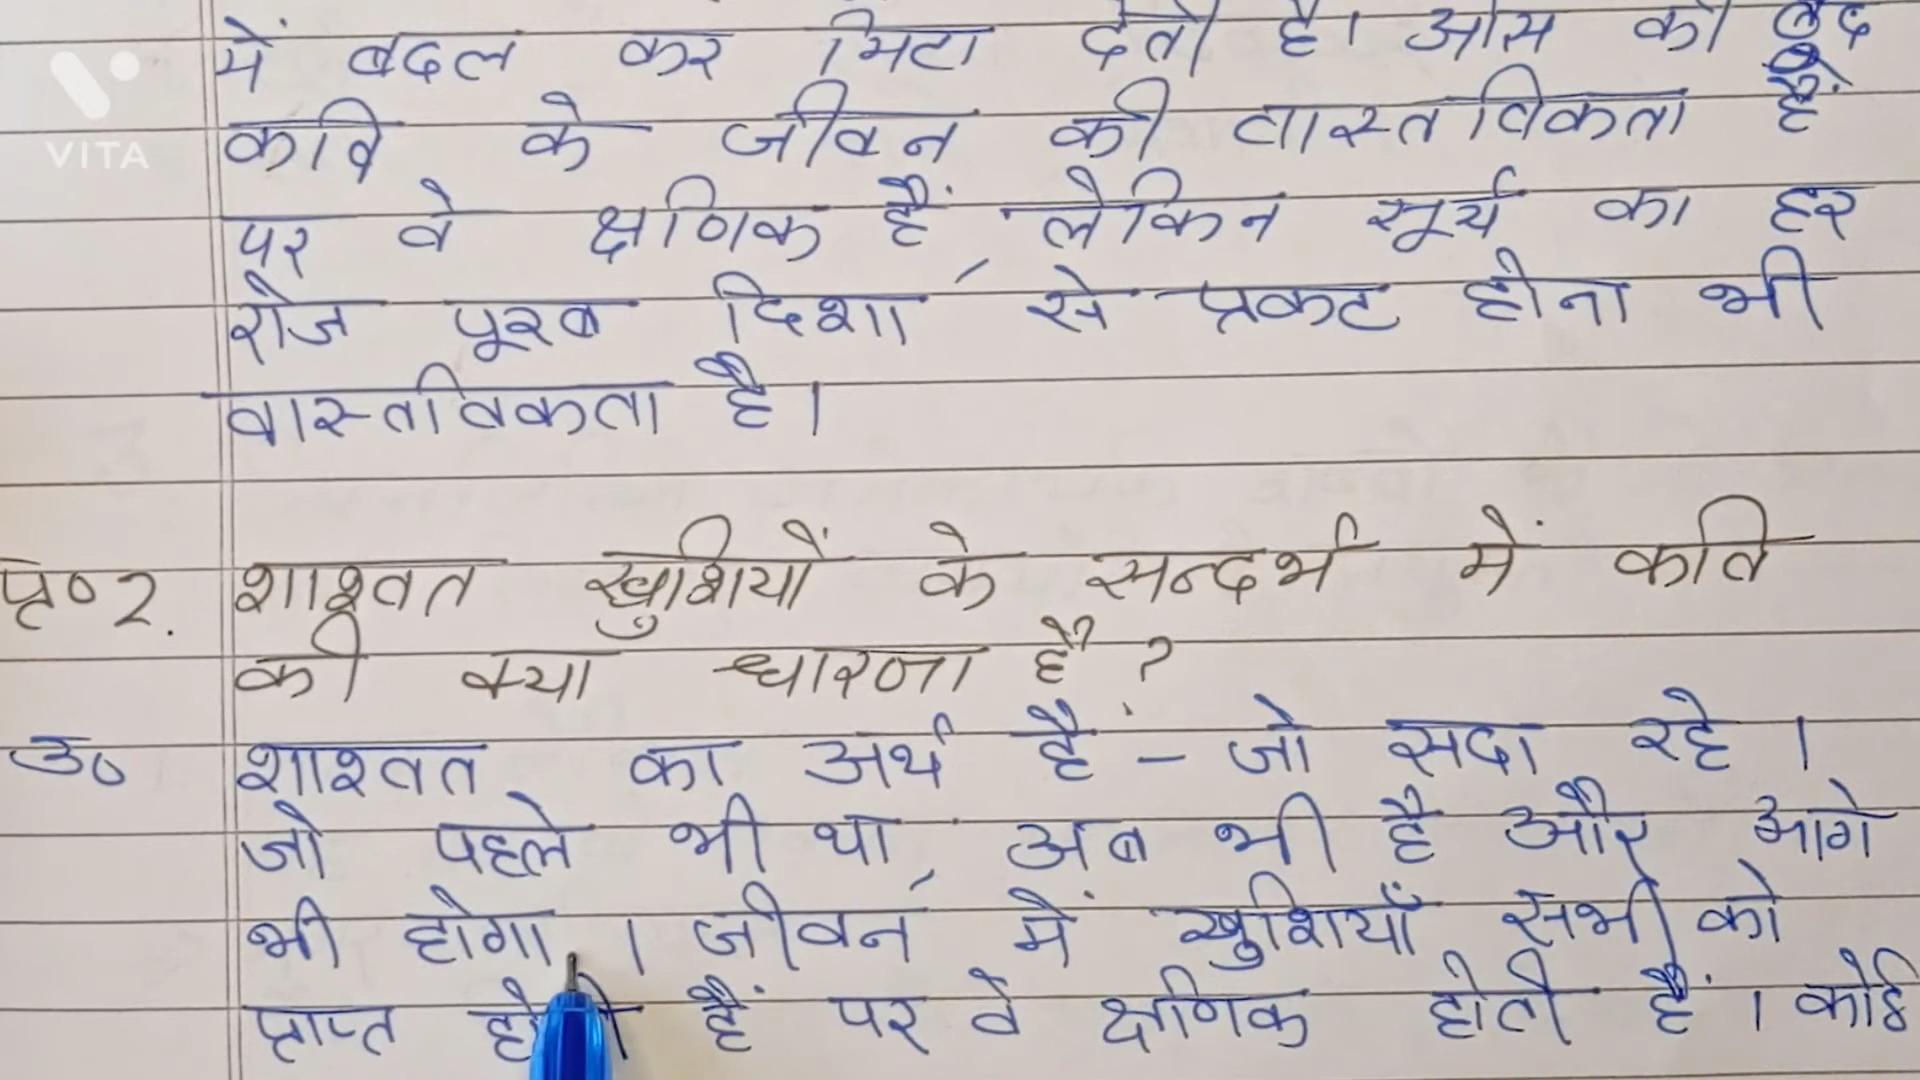 VITA
में बदल कर मिटा देती है। ओस की बूंद
कवि के जीवन की वास्तविकता हैं
पर वे क्षणिक हैं, लेकिन सूर्य का हर
रोज पूरब दिशा से प्रकट होना भी
वास्तविकता है।
प्र०2. शाश्वत खुशियों के सन्दर्भ में कवि
की क्या धारणा है?
उ० शाश्वत का अर्थ हैं - जो सदा रहे।
जो पहले भी था, अब भी है और आगे
भी होगा। जीवन में खुशियाँ सभी को
प्राप्त हैं पर वे क्षणिक होती हैं। कोई